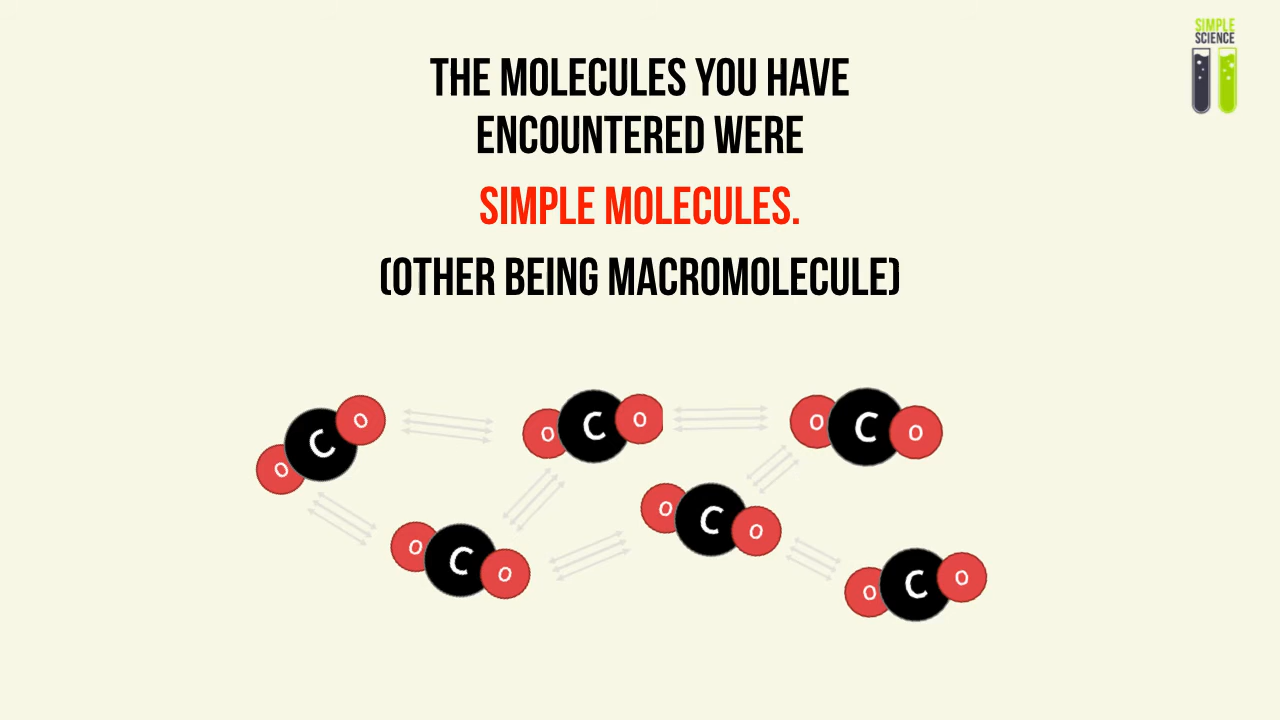 SIMPLE
SCIENCE
THE MOLECULES YOU HAVE
ENCOUNTERED WERE
SIMPLE MOLECULES.
(OTHER BEING MACROMOLECULE)
O C O
O C O
O C O
O C O
O C O
O C O